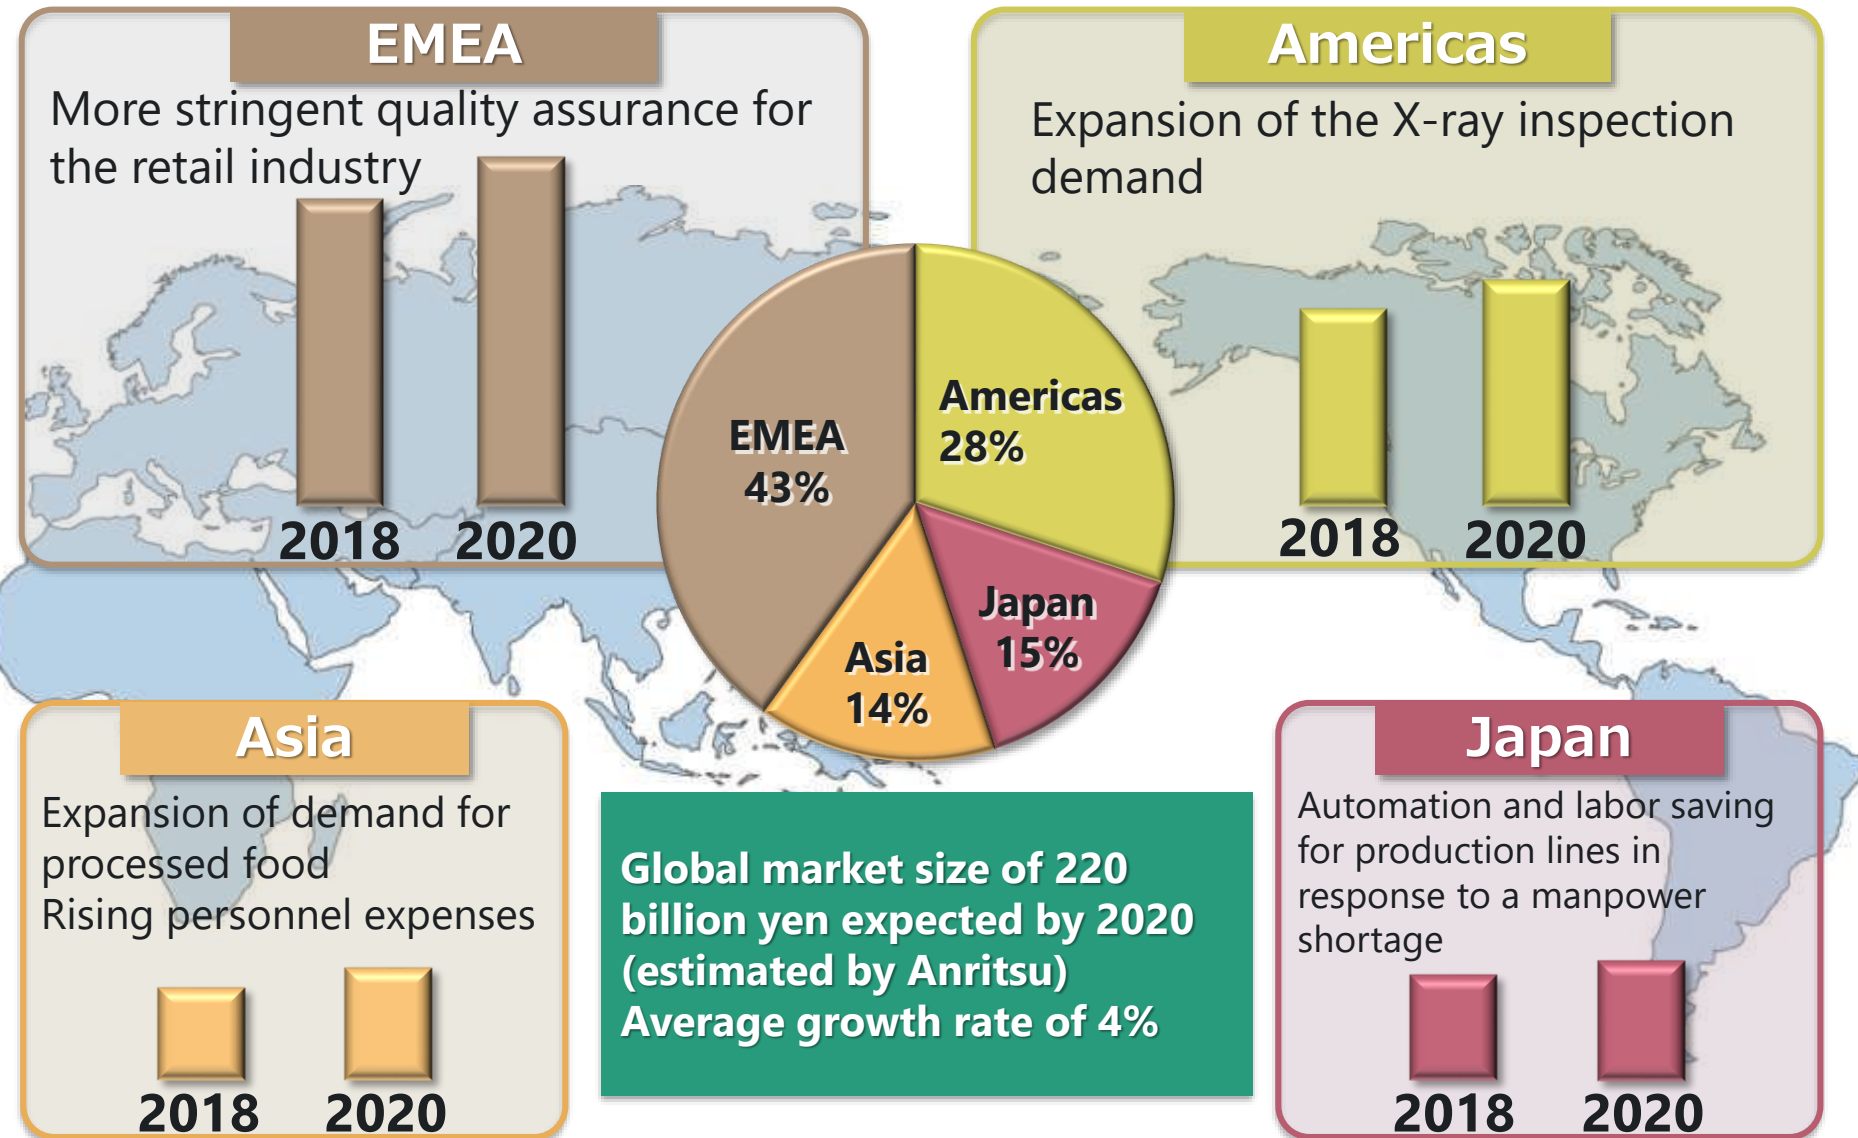 EMEA
More stringent quality assurance for
the retail industry
2018 2020
Americas
Expansion of the X-ray inspection
demand
2018 2020
EMEA
43%
Americas
28%
Japan
15%
Asia
14%
Asia
Expansion of demand for
processed food
Rising personnel expenses
2018 2020
Global market size of 220
billion yen expected by 2020
(estimated by Anritsu)
Average growth rate of 4%
Japan
Automation and labor saving
for production lines in
response to a manpower
shortage
2018 2020